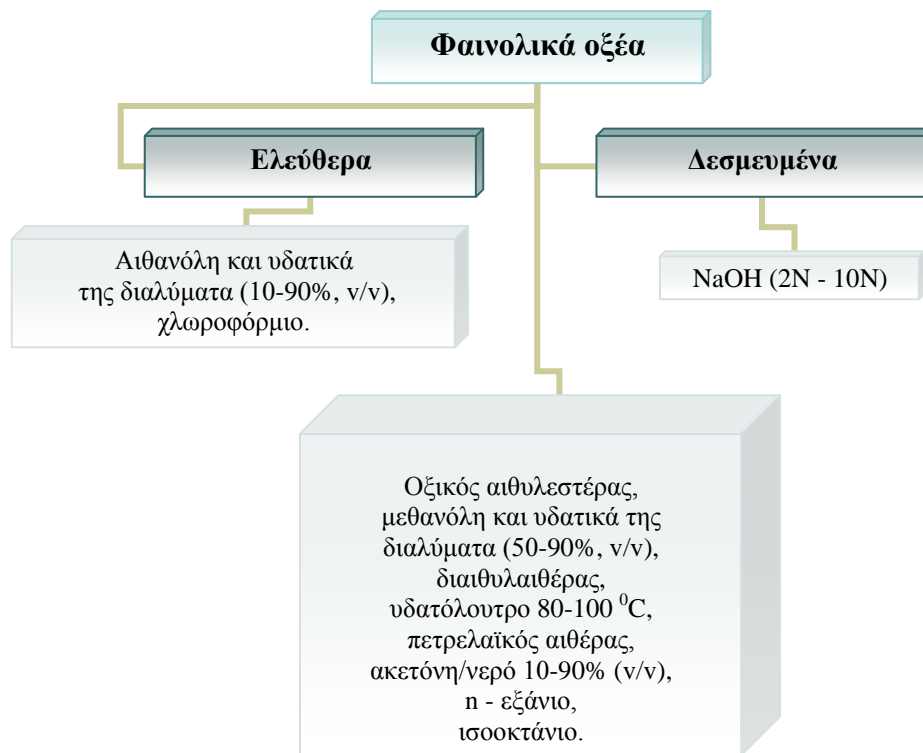 Φαινολικά οξέα
Ελεύθερα
Δεσμευμένα
Αιθανόλη και υδατικά
της διαλύματα (10-90%, v/v),
χλωροφόρμιο.
NaOH (2N - 10N)
Οξικός αιθυλεστέρας,
μεθανόλη και υδατικά της
διαλύματα (50-90%, v/v),
διαιθυλαιθέρας,
υδατόλουτρο 80-100 ⁰C,
πετρελαϊκός αιθέρας,
ακετόνη/νερό 10-90% (v/v),
n - εξάνιο,
ισοοκτάνιο.